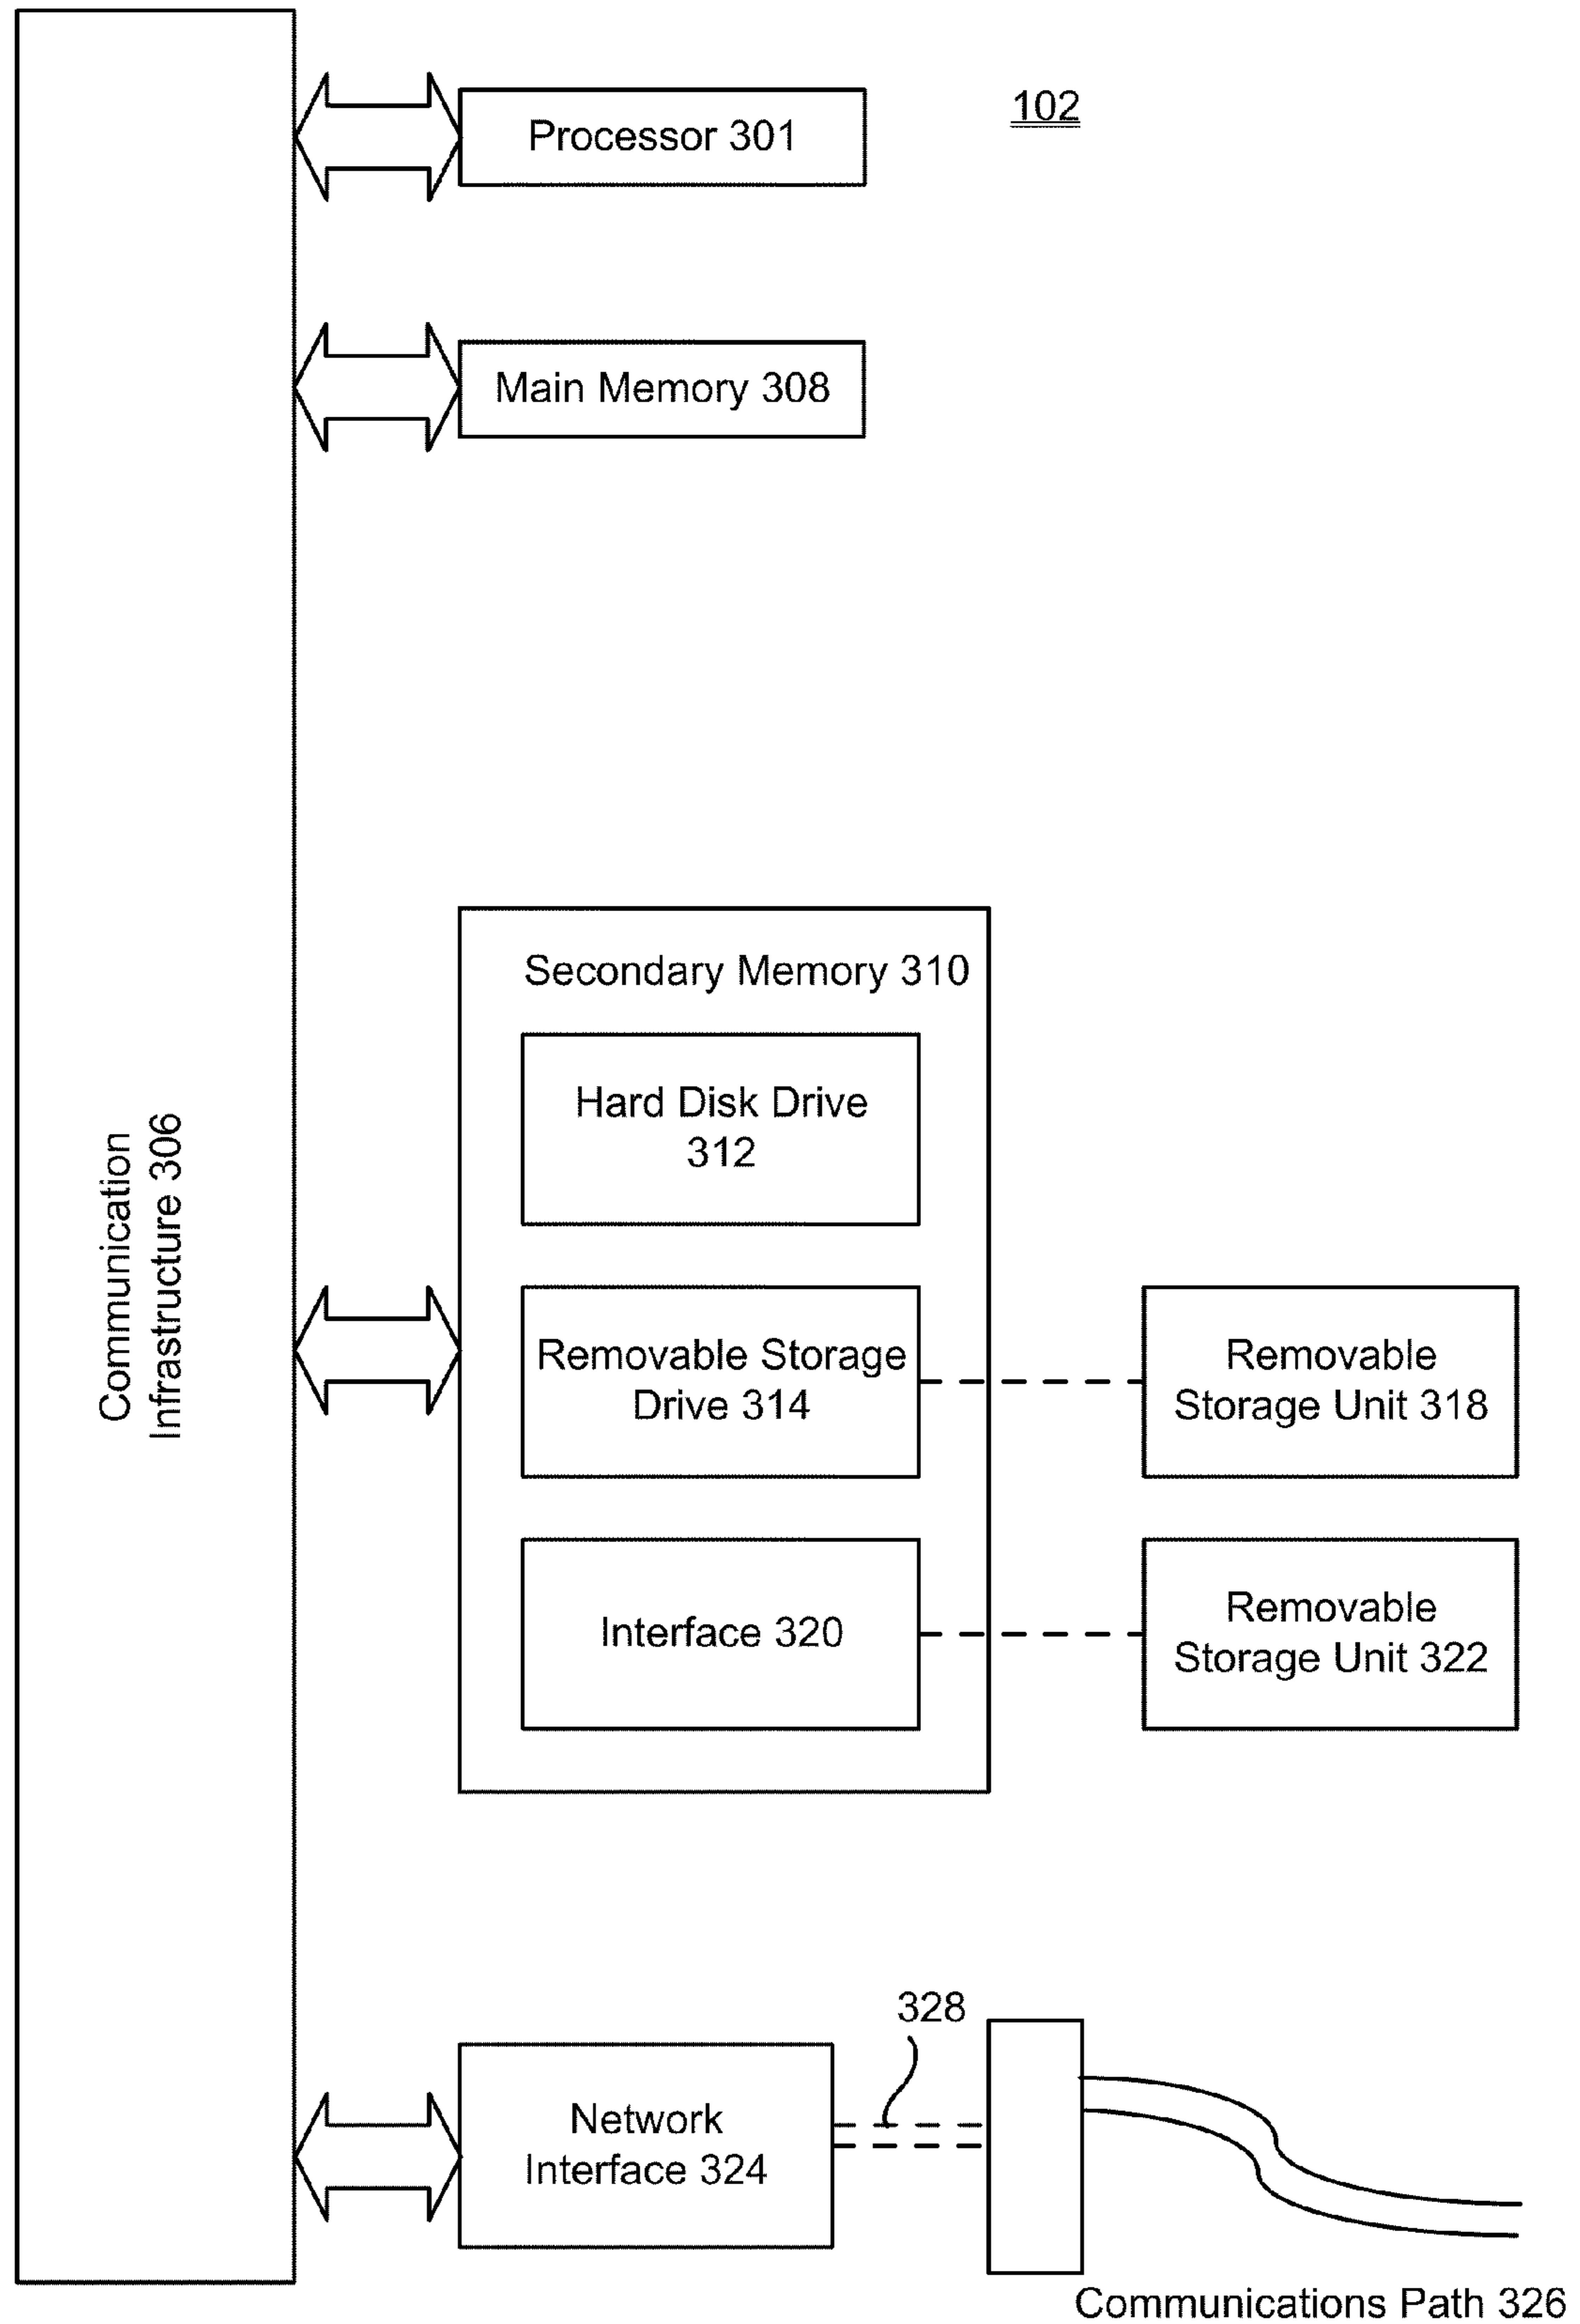 102
Processor 301
Main Memory 308
Communication
Infrastructure 306
Secondary Memory 310
Hard Disk Drive
312
Removable Storage
Drive 314
Removable
Storage Unit 318
Interface 320
Removable
Storage Unit 322
328
Network
Interface 324
Communications Path 326